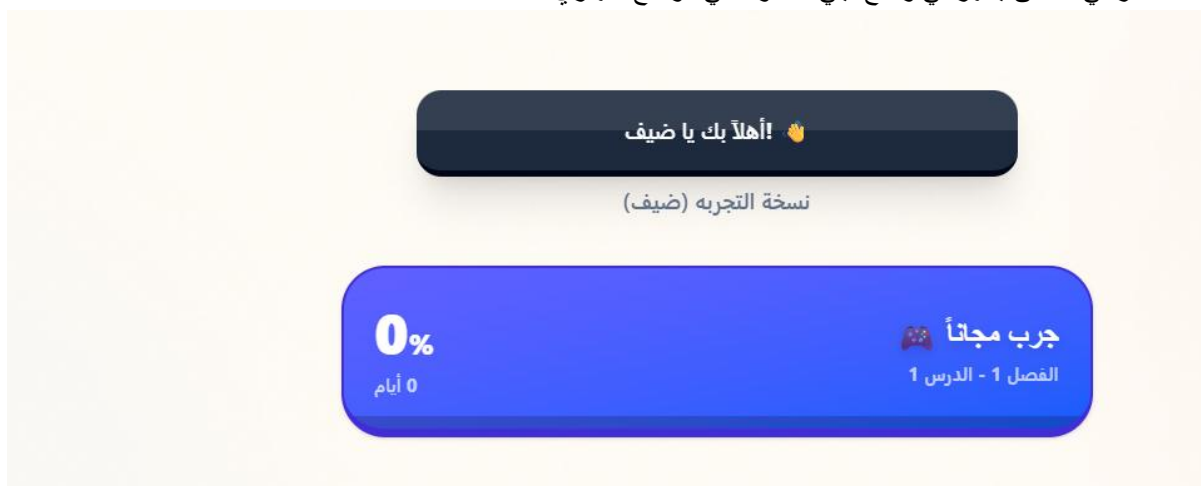 أهلاً بك يا ضيف! 👋
نسخة التجربه (ضيف)
جرب مجاناً 🎮
الفصل 1 - الدرس 1
0%
0 أيام